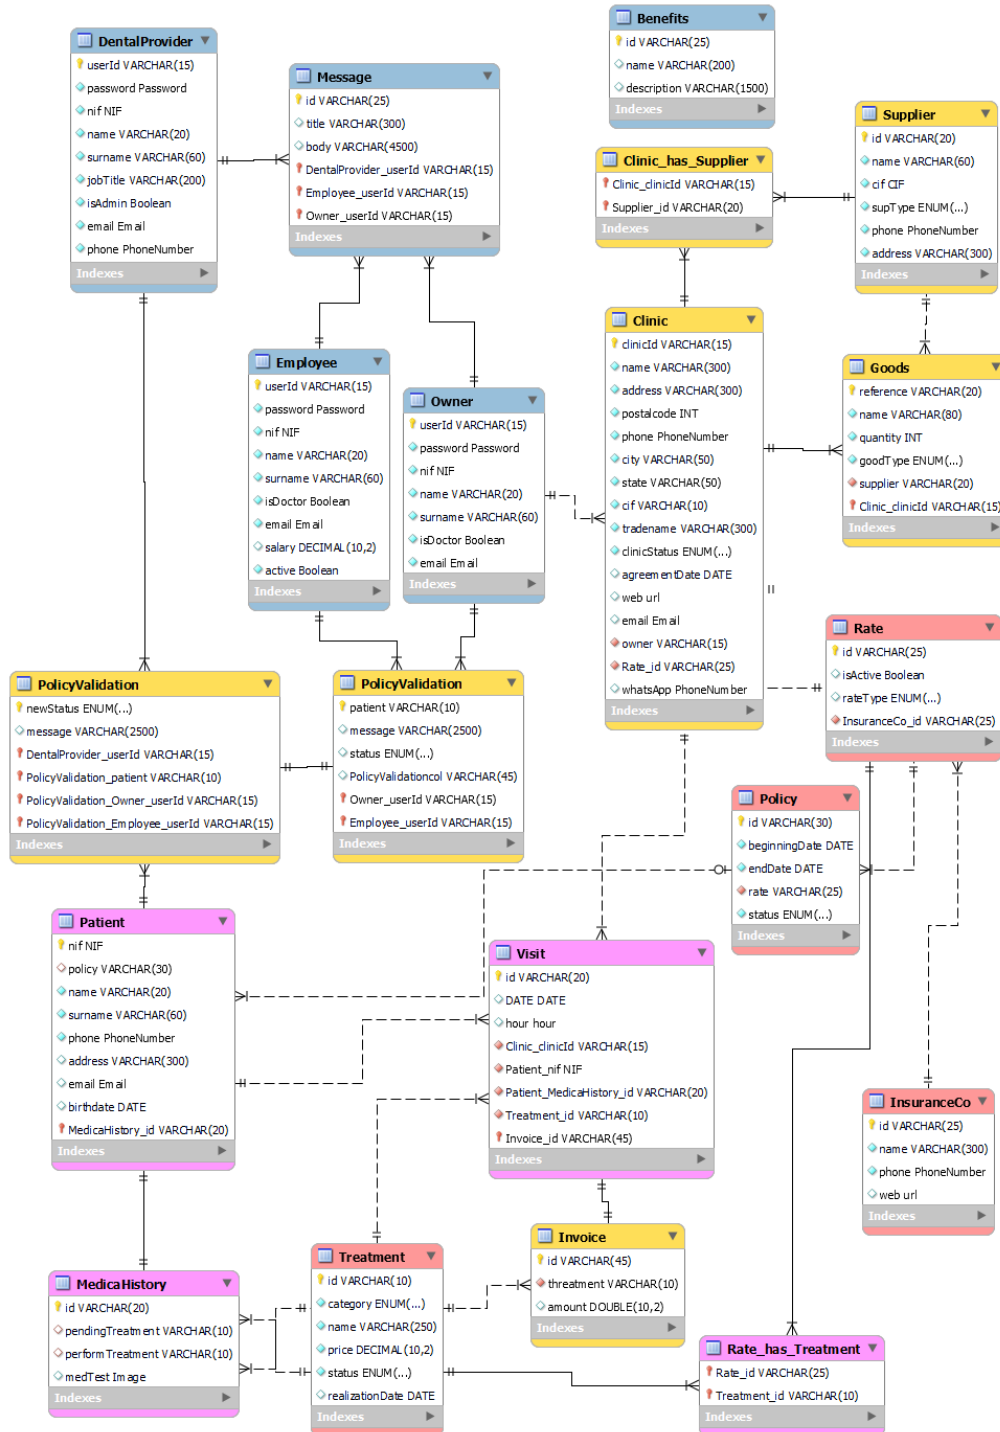 DentalProvider
userId VARCHAR(15)
password Password
nif NIF
name VARCHAR(20)
surname VARCHAR(60)
jobTitle VARCHAR(200)
isAdmin Boolean
email Email
phone PhoneNumber
Indexes
Message
id VARCHAR(25)
title VARCHAR(300)
body VARCHAR(4500)
DentalProvider_userId VARCHAR(15)
Employee_userId VARCHAR(15)
Owner_userId VARCHAR(15)
Indexes
Benefits
id VARCHAR(25)
name VARCHAR(200)
description VARCHAR(1500)
Indexes
Supplier
id VARCHAR(20)
name VARCHAR(60)
cif CIF
supType ENUM(...)
phone PhoneNumber
address VARCHAR(300)
Indexes
Clinic_has_Supplier
Clinic_clinicId VARCHAR(15)
Supplier_id VARCHAR(20)
Indexes
Employee
userId VARCHAR(15)
password Password
nif NIF
name VARCHAR(20)
surname VARCHAR(60)
isDoctor Boolean
email Email
salary DECIMAL(10,2)
active Boolean
Indexes
Owner
userId VARCHAR(15)
password Password
nif NIF
name VARCHAR(20)
surname VARCHAR(60)
isDoctor Boolean
email Email
Indexes
Clinic
clinicId VARCHAR(15)
name VARCHAR(300)
address VARCHAR(300)
postalcode INT
phone PhoneNumber
city VARCHAR(50)
state VARCHAR(50)
cif VARCHAR(10)
tradename VARCHAR(300)
clinicStatus ENUM(...)
agreementDate DATE
web url
email Email
owner VARCHAR(15)
Rate_id VARCHAR(25)
whatsApp PhoneNumber
Indexes
Goods
reference VARCHAR(20)
name VARCHAR(80)
quantity INT
goodType ENUM(...)
supplier VARCHAR(20)
Clinic_clinicId VARCHAR(15)
Indexes
Rate
id VARCHAR(25)
isActive Boolean
rateType ENUM(...)
InsuranceCo_id VARCHAR(25)
Indexes
PolicyValidation
newStatus ENUM(...)
message VARCHAR(2500)
DentalProvider_userId VARCHAR(15)
PolicyValidation_patient VARCHAR(10)
PolicyValidation_Owner_userId VARCHAR(15)
PolicyValidation_Employee_userId VARCHAR(15)
Indexes
PolicyValidation
patient VARCHAR(10)
message VARCHAR(2500)
status ENUM(...)
PolicyValidationcol VARCHAR(45)
Owner_userId VARCHAR(15)
Employee_userId VARCHAR(15)
Indexes
Policy
id VARCHAR(30)
beginningDate DATE
endDate DATE
rate VARCHAR(25)
status ENUM(...)
Indexes
Patient
nif NIF
policy VARCHAR(30)
name VARCHAR(20)
surname VARCHAR(60)
phone PhoneNumber
address VARCHAR(300)
email Email
birthdate DATE
MedicaHistory_id VARCHAR(20)
Indexes
Visit
id VARCHAR(20)
DATE DATE
hour hour
Clinic_clinicId VARCHAR(15)
Patient_nif NIF
Patient_MedicaHistory_id VARCHAR(20)
Treatment_id VARCHAR(10)
Invoice_id VARCHAR(45)
Indexes
InsuranceCo
id VARCHAR(25)
name VARCHAR(300)
phone PhoneNumber
web url
Indexes
MedicaHistory
id VARCHAR(20)
pendingTreatment VARCHAR(10)
performTreatment VARCHAR(10)
medTest Image
Indexes
Treatment
id VARCHAR(10)
category ENUM(...)
name VARCHAR(250)
price DECIMAL(10,2)
status ENUM(...)
realizationDate DATE
Indexes
Invoice
id VARCHAR(45)
threatment VARCHAR(10)
amount DOUBLE(10,2)
Indexes
Rate_has_Treatment
Rate_id VARCHAR(25)
Treatment_id VARCHAR(10)
Indexes